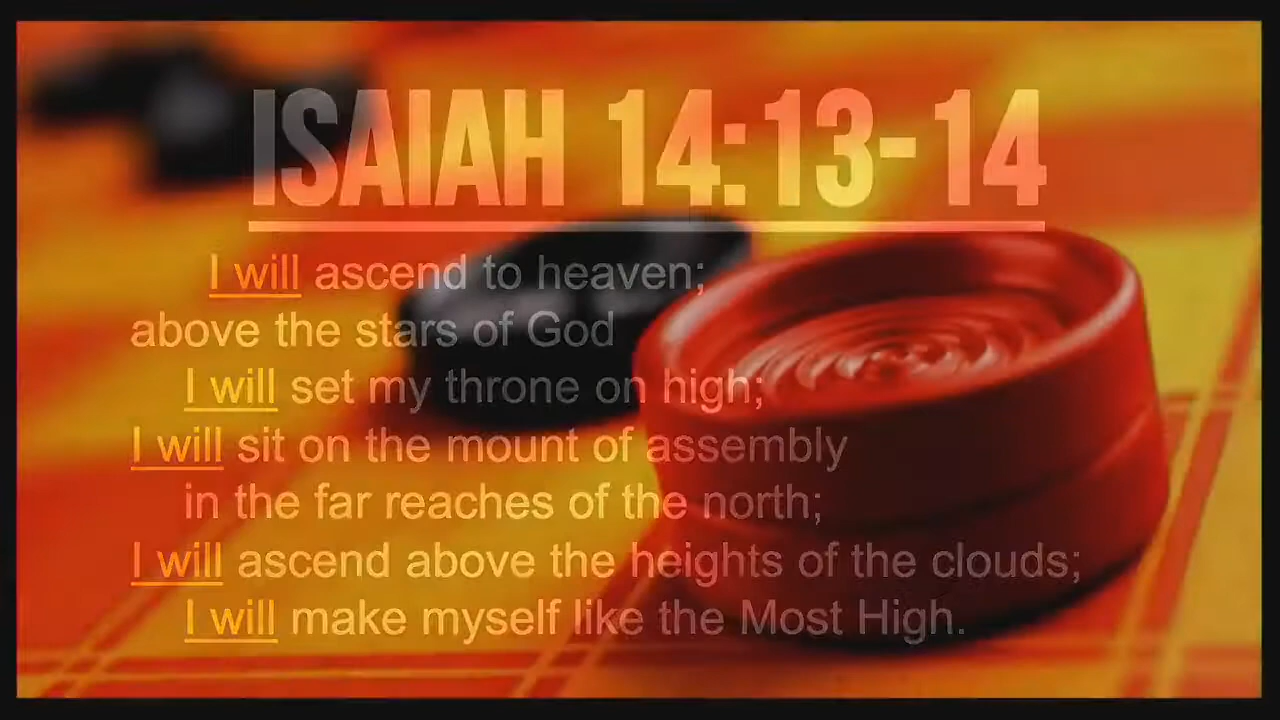 ISAIAH 14:13-14
I will ascend to heaven;
above the stars of God
I will set my throne on high;
I will sit on the mount of assembly
in the far reaches of the north;
I will ascend above the heights of the clouds;
I will make myself like the Most High.